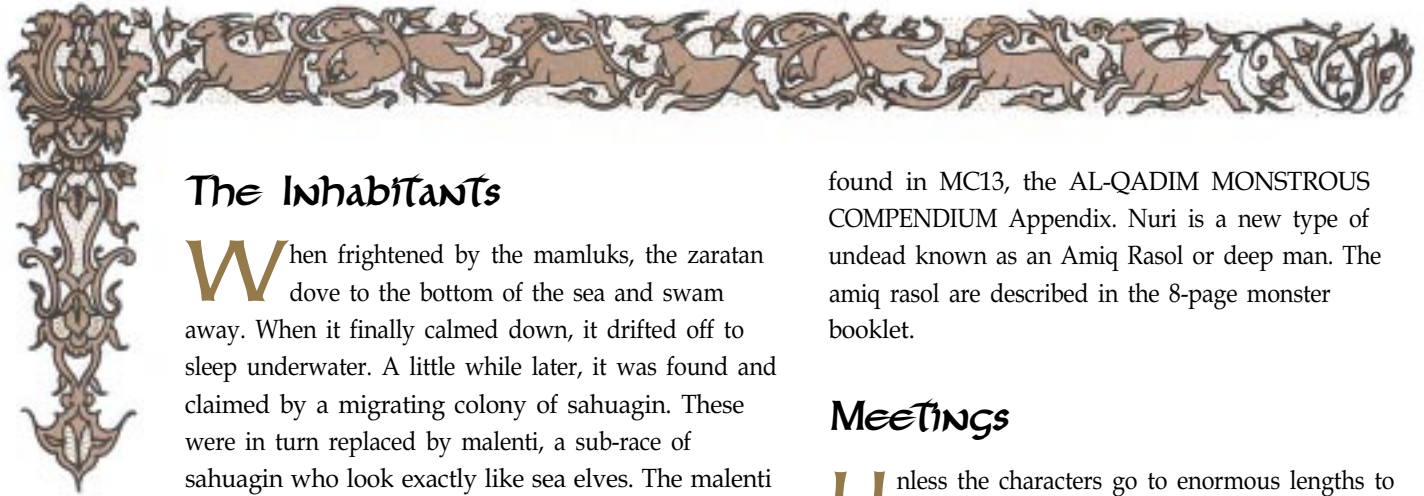 The Inhabitants
When frightened by the mamluks, the zaratan
dove to the bottom of the sea and swam
away. When it finally calmed down, it drifted off to
sleep underwater. A little while later, it was found and
claimed by a migrating colony of sahuagin. These
were in turn replaced by malenti, a sub-race of
sahuagin who look exactly like sea elves. The malenti
found in MC13, the AL-QADIM MONSTROUS
COMPENDIUM Appendix. Nuri is a new type of
undead known as an Amiq Rasol or deep man. The
amiq rasol are described in the 8-page monster
booklet.
Meetings
Unless the characters go to enormous lengths to